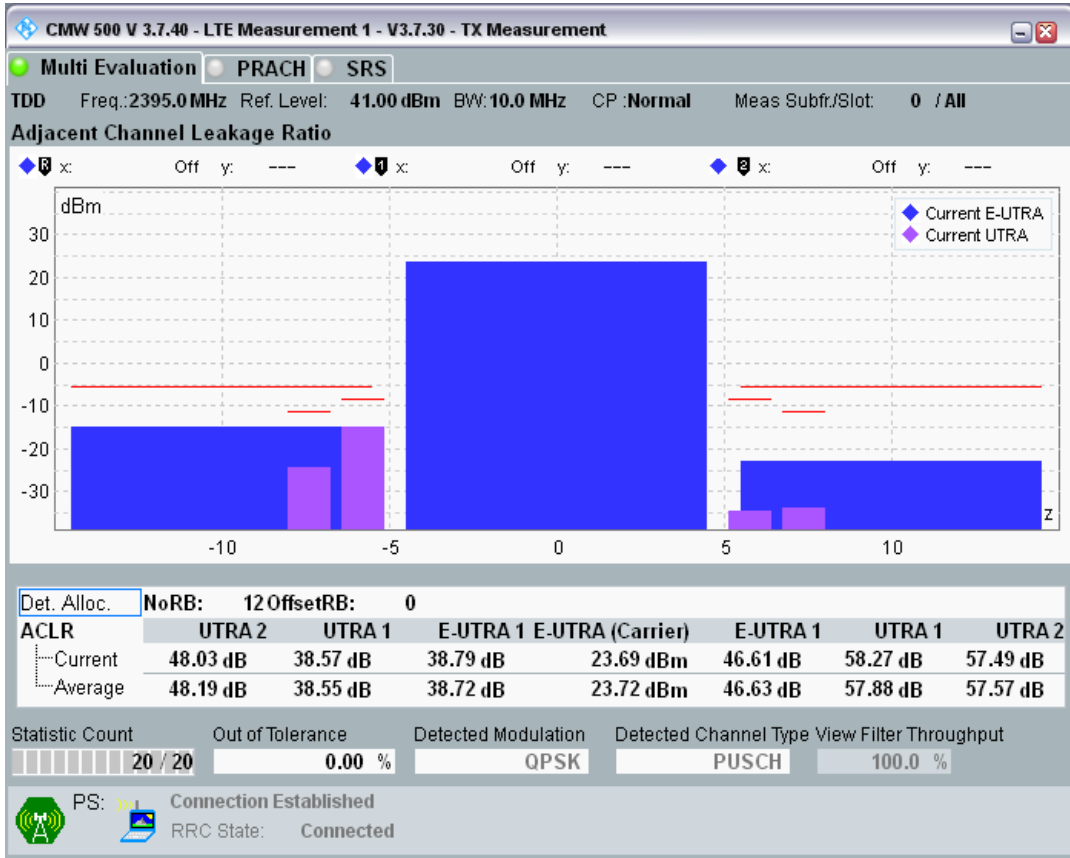 CMW 500 V 3.7.40 - LTE Measurement 1 - V3.7.30 - TX Measurement
Multi Evaluation PRACH SRS
TDD Freq.:2395.0 MHz Ref. Level: 41.00 dBm BW: 10.0 MHz CP :Normal Meas Subfr./Slot: 0 / All
Adjacent Channel Leakage Ratio
R x: Off y: --- 1 x: Off y: --- 2 x: Off y: ---
dBm
Current E-UTRA
Current UTRA
30
20
10
0
-10
-20
-30
z
-10 -5 0 5 10
Det. Alloc. NoRB: 12 OffsetRB: 0
ACLR UTRA 2 UTRA 1 E-UTRA 1 E-UTRA (Carrier) E-UTRA 1 UTRA 1 UTRA 2
Current 48.03 dB 38.57 dB 38.79 dB 23.69 dBm 46.61 dB 58.27 dB 57.49 dB
Average 48.19 dB 38.55 dB 38.72 dB 23.72 dBm 46.63 dB 57.88 dB 57.57 dB
Statistic Count Out of Tolerance Detected Modulation Detected Channel Type View Filter Throughput
20 / 20 0.00 % QPSK PUSCH 100.0 %
PS: Connection Established
RRC State: Connected